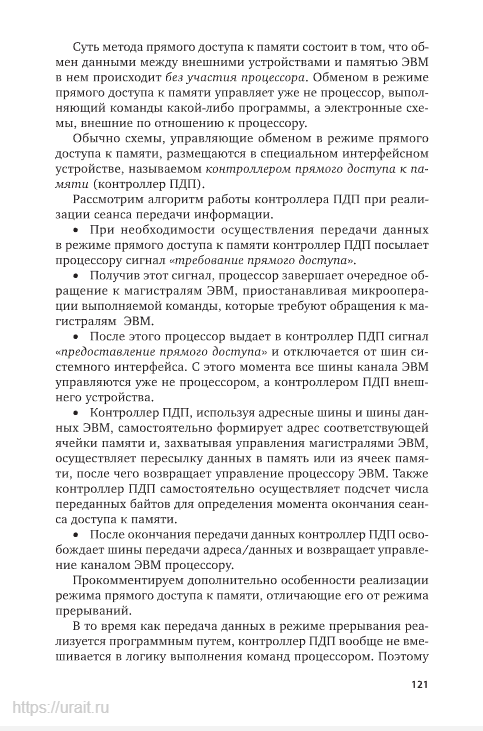 Суть метода прямого доступа к памяти состоит в том, что об-
мен данными между внешними устройствами и памятью ЭВМ
в нем происходит без участия процессора. Обменом в режиме
прямого доступа к памяти управляет уже не процессор, выпол-
няющий команды какой-либо программы, а электронные схе-
мы, внешние по отношению к процессору.
Обычно схемы, управляющие обменом в режиме прямого
доступа к памяти, размещаются в специальном интерфейсном
устройстве, называемом контроллером прямого доступа к па-
мяти (контроллер ПДП).
Рассмотрим алгоритм работы контроллера ПДП при реали-
зации сеанса передачи информации.
• При необходимости осуществления передачи данных
в режиме прямого доступа к памяти контроллер ПДП посылает
процессору сигнал «требование прямого доступа».
• Получив этот сигнал, процессор завершает очередное об-
ращение к магистралям ЭВМ, приостанавливая микроопера-
ции выполняемой команды, которые требуют обращения к ма-
гистралям ЭВМ.
• После этого процессор выдает в контроллер ПДП сигнал
«предоставление прямого доступа» и отключается от шин си-
стемного интерфейса. С этого момента все шины канала ЭВМ
управляются уже не процессором, а контроллером ПДП внеш-
него устройства.
• Контроллер ПДП, используя адресные шины и шины дан-
ных ЭВМ, самостоятельно формирует адрес соответствующей
ячейки памяти и, захватывая управления магистралями ЭВМ,
осуществляет пересылку данных в память или из ячеек памя-
ти, после чего возвращает управление процессору ЭВМ. Также
контроллер ПДП самостоятельно осуществляет подсчет числа
переданных байтов для определения момента окончания сеан-
са доступа к памяти.
• После окончания передачи данных контроллер ПДП осво-
бождает шины передачи адреса/данных и возвращает управле-
ние каналом ЭВМ процессору.
Прокомментируем дополнительно особенности реализации
режима прямого доступа к памяти, отличающие его от режима
прерываний.
В то время как передача данных в режиме прерывания реа-
лизуется программным путем, контроллер ПДП вообще не вме-
шивается в логику выполнения команд процессором. Поэтому
121
https://urait.ru